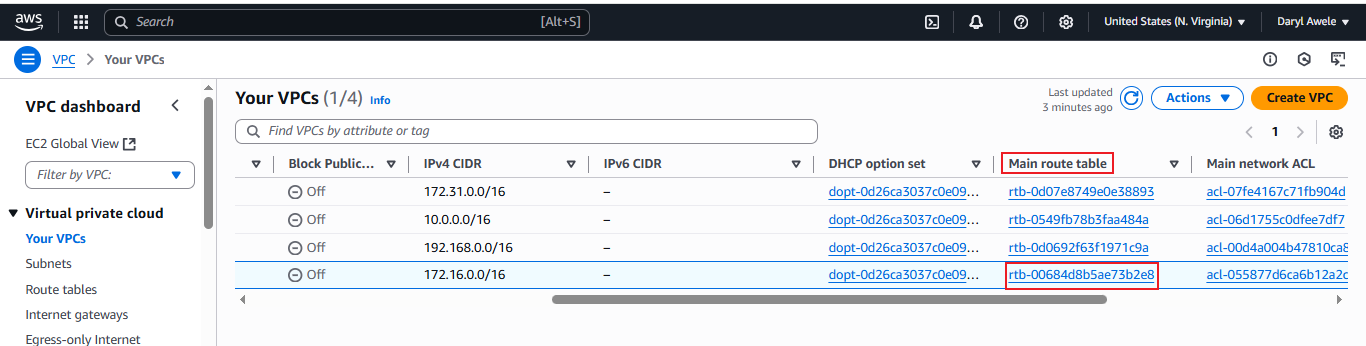 aws Search [Alt+S] United States (N. Virginia) Daryl Awele
VPC > Your VPCs
VPC dashboard
EC2 Global View
Filter by VPC:
Virtual private cloud
Your VPCs
Subnets
Route tables
Internet gateways
Egress-only Internet
Your VPCs (1/4) Info
Last updated
3 minutes ago
Actions
Create VPC
Find VPCs by attribute or tag
1
Block Public... IPv4 CIDR IPv6 CIDR DHCP option set Main route table Main network ACL
Off 172.31.0.0/16 – dopt-0d26ca3037c0e09... rtb-0d07e8749e0e38893 acl-07fe4167c71fb904d
Off 10.0.0.0/16 – dopt-0d26ca3037c0e09... rtb-0549fb78b3faa484a acl-06d1755c0dfee7df7
Off 192.168.0.0/16 – dopt-0d26ca3037c0e09... rtb-0d0692f63f1971c9a acl-00d4a004b47810ca8
Off 172.16.0.0/16 – dopt-0d26ca3037c0e09... rtb-00684d8b5ae73b2e8 acl-055877d6ca6b12a2c